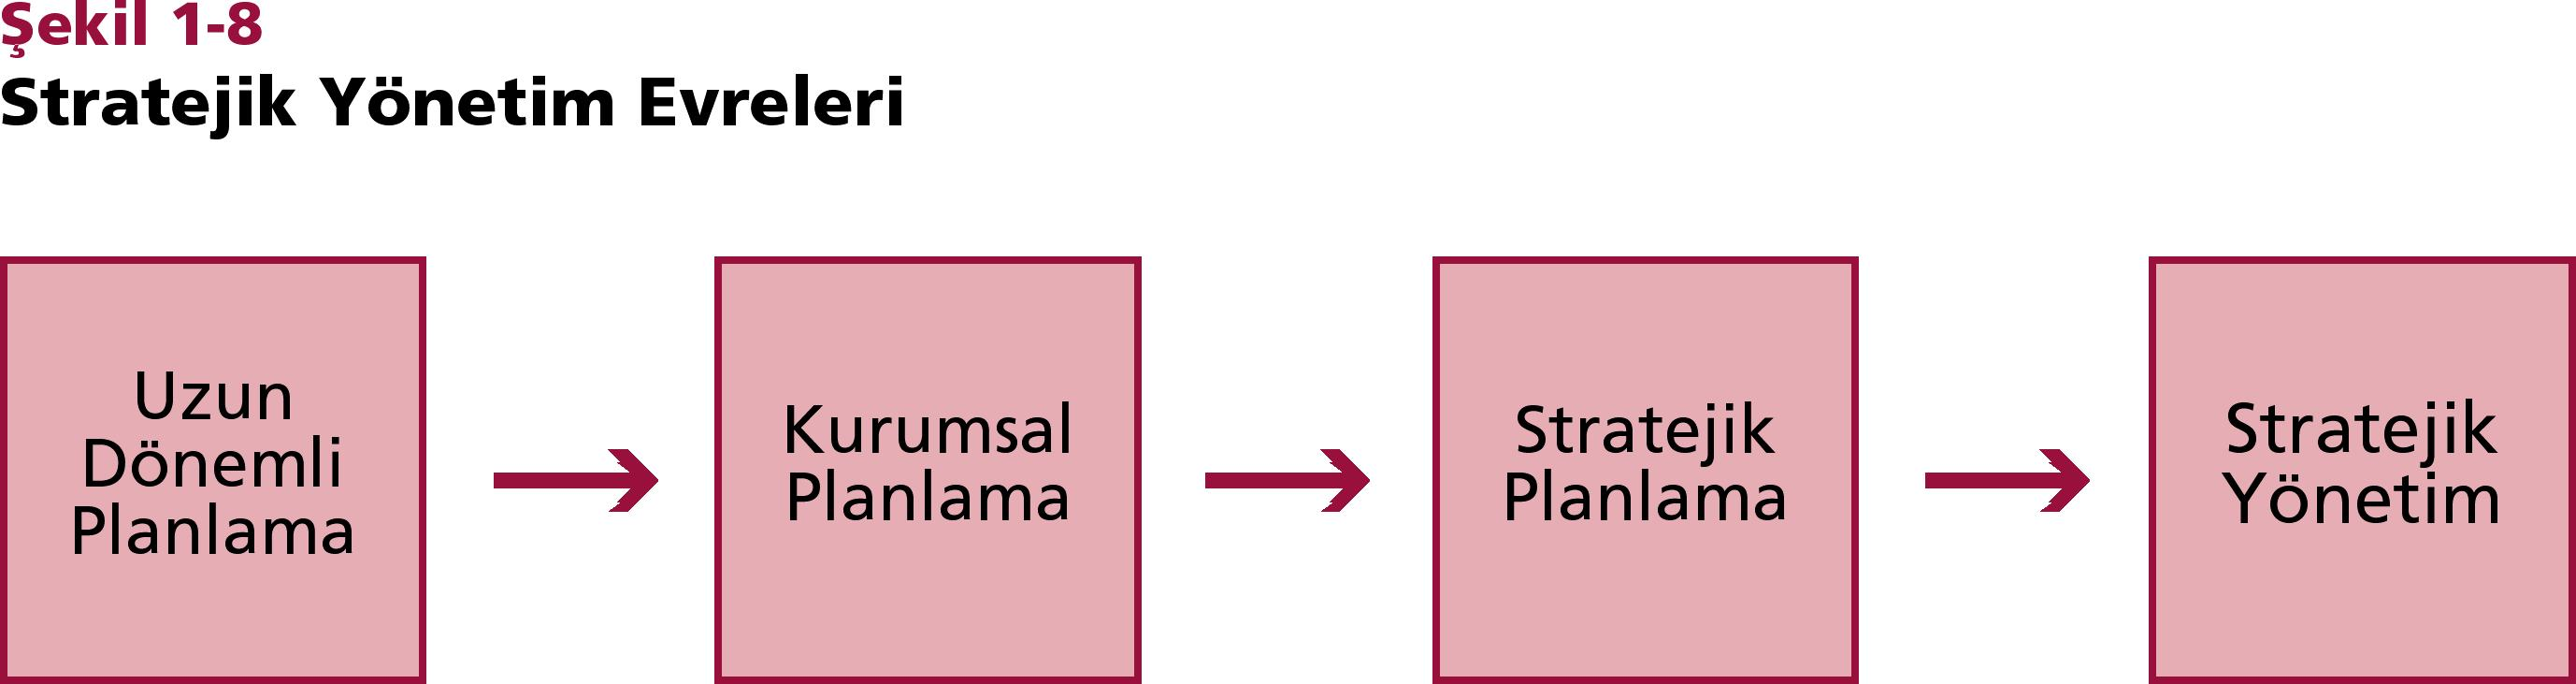 Şekil 1-8
Stratejik Yönetim Evreleri
Uzun
Dönemli
Planlama
Kurumsal
Planlama
Stratejik
Planlama
Stratejik
Yönetim